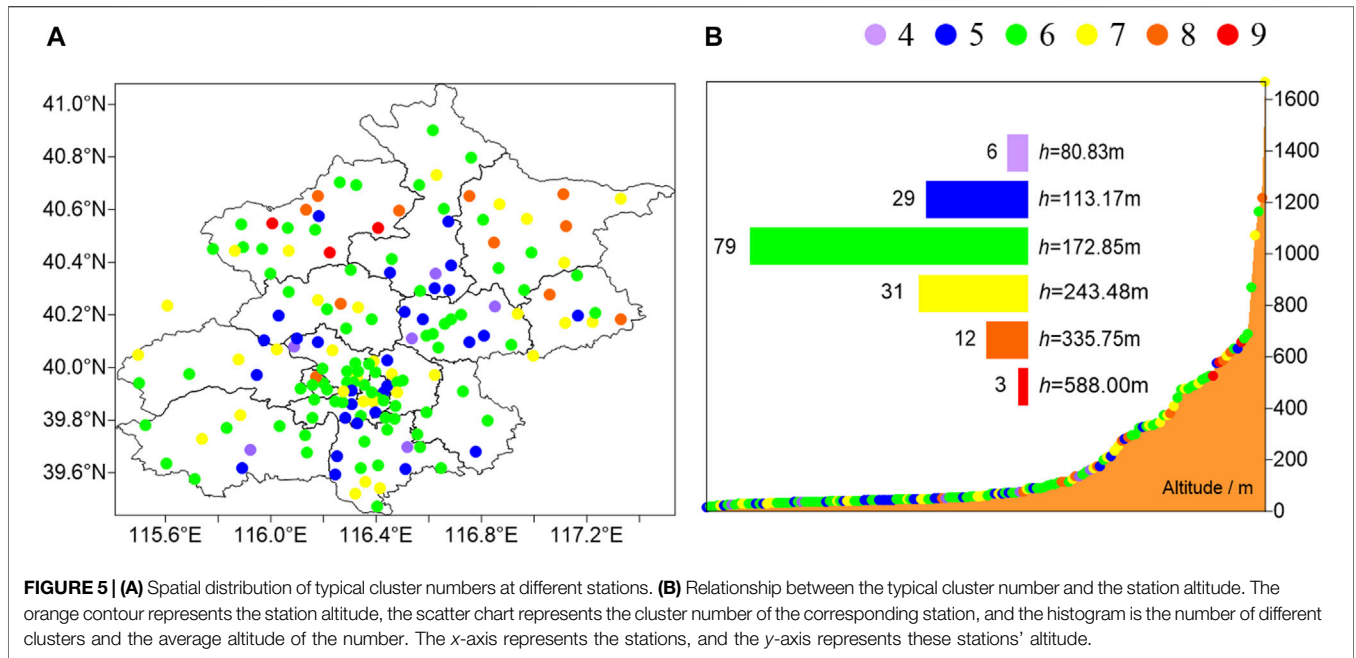 A
B
4 5 6 7 8 9
41.0°N
40.8°N
40.6°N
40.4°N
40.2°N
40.0°N
39.8°N
39.6°N
115.6°E 116.0°E 116.4°E 116.8°E 117.2°E
6 h=80.83m
29 h=113.17m
79 h=172.85m
31 h=243.48m
12 h=335.75m
3 h=588.00m
1600
1400
1200
1000
800
600
400
200
0
Altitude / m
FIGURE 5 | (A) Spatial distribution of typical cluster numbers at different stations. (B) Relationship between the typical cluster number and the station altitude. The
orange contour represents the station altitude, the scatter chart represents the cluster number of the corresponding station, and the histogram is the number of different
clusters and the average altitude of the number. The x-axis represents the stations, and the y-axis represents these stations' altitude.